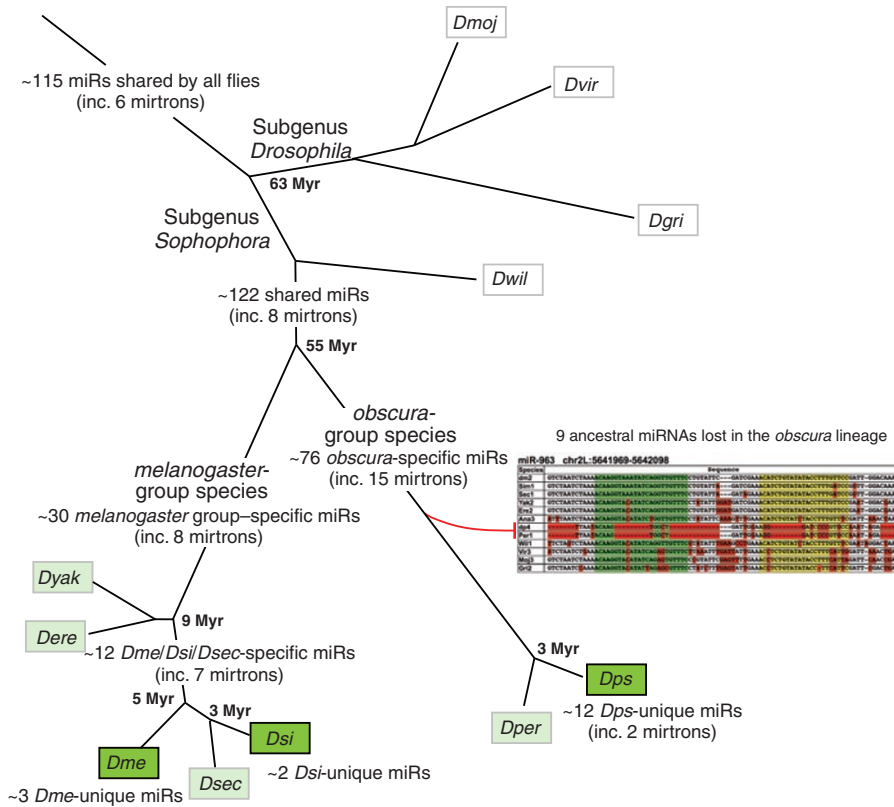 Dmoj
~115 miRs shared by all flies
(inc. 6 mirtrons)
Dvir
Subgenus
Drosophila
63 Myr
Dgri
Subgenus
Sophophora
Dwil
~122 shared miRs
(inc. 8 mirtrons)
55 Myr
obscura-
group species
~76 obscura-specific miRs
(inc. 15 mirtrons)
9 ancestral miRNAs lost in the obscura lineage
miR-963 chr2L:5641969-5642098
Species Sequence
melanogaster-
group species
~30 melanogaster group–specific miRs
(inc. 8 mirtrons)
Dyak
Dere
9 Myr
~12 Dme/Dsi/Dsec-specific miRs
(inc. 7 mirtrons)
5 Myr
3 Myr
Dsi
Dme
Dsec
~2 Dsi-unique miRs
~3 Dme-unique miRs
3 Myr
Dps
Dper
~12 Dps-unique miRs
(inc. 2 mirtrons)